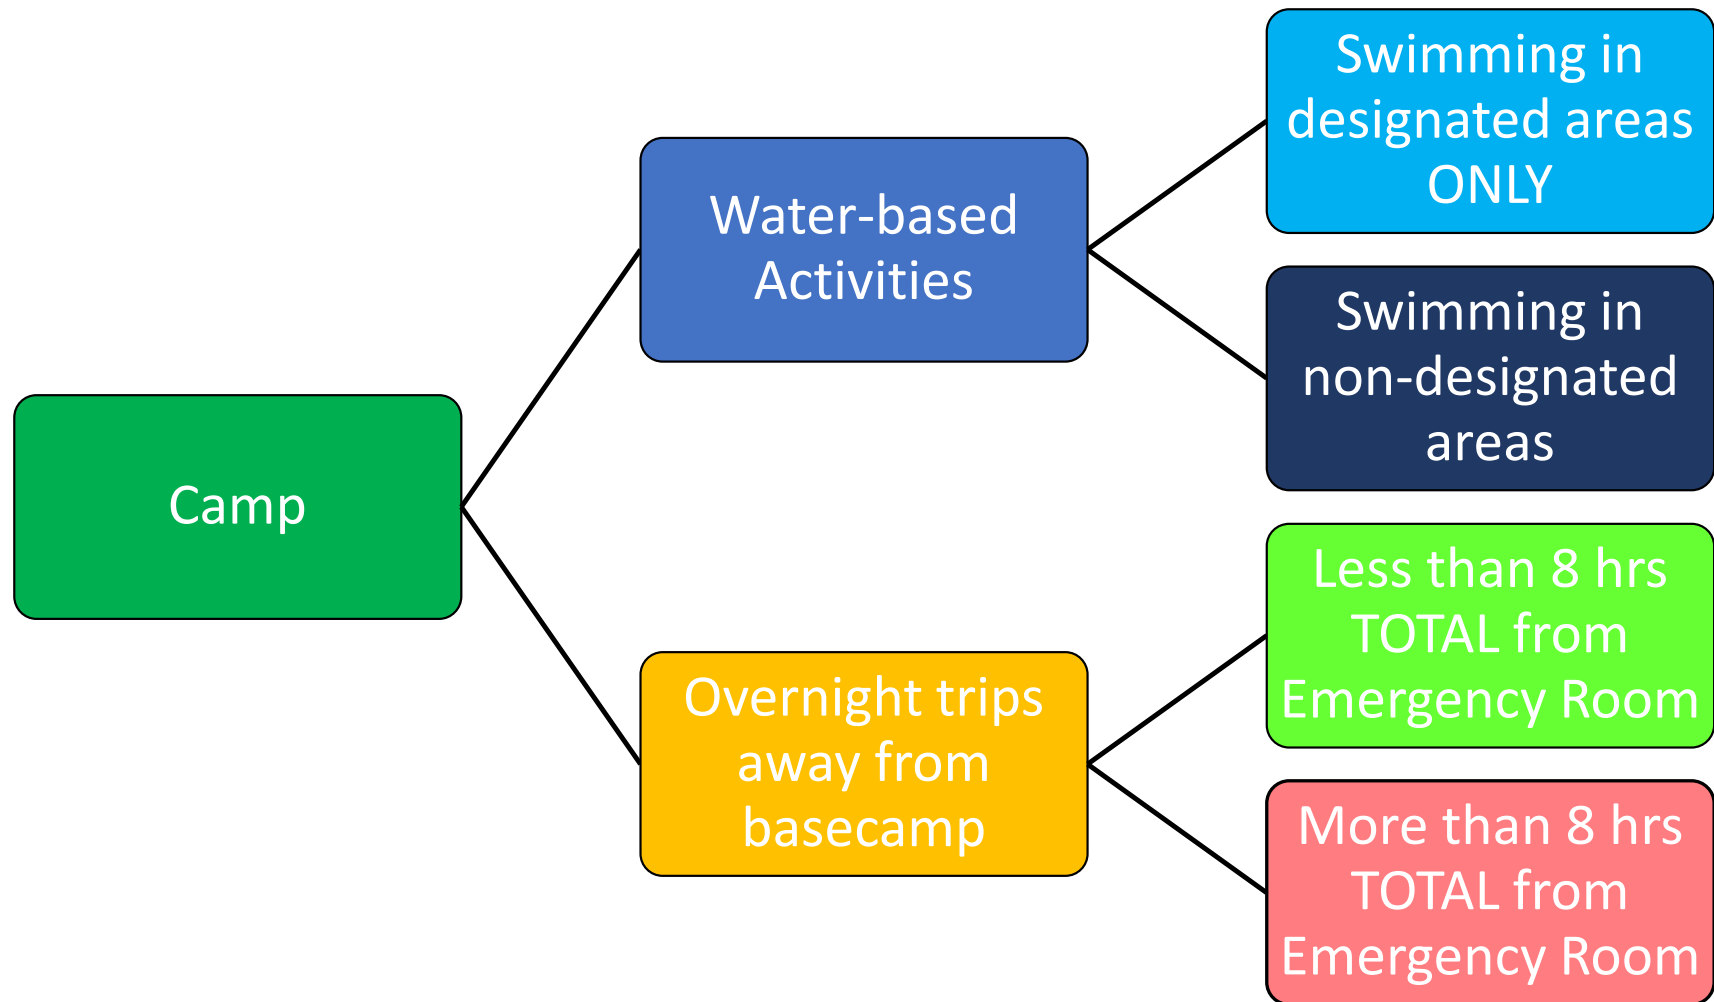 Camp
Water-based
Activities
Swimming in
designated areas
ONLY
Swimming in
non-designated
areas
Overnight trips
away from
basecamp
Less than 8 hrs
TOTAL from
Emergency Room
More than 8 hrs
TOTAL from
Emergency Room